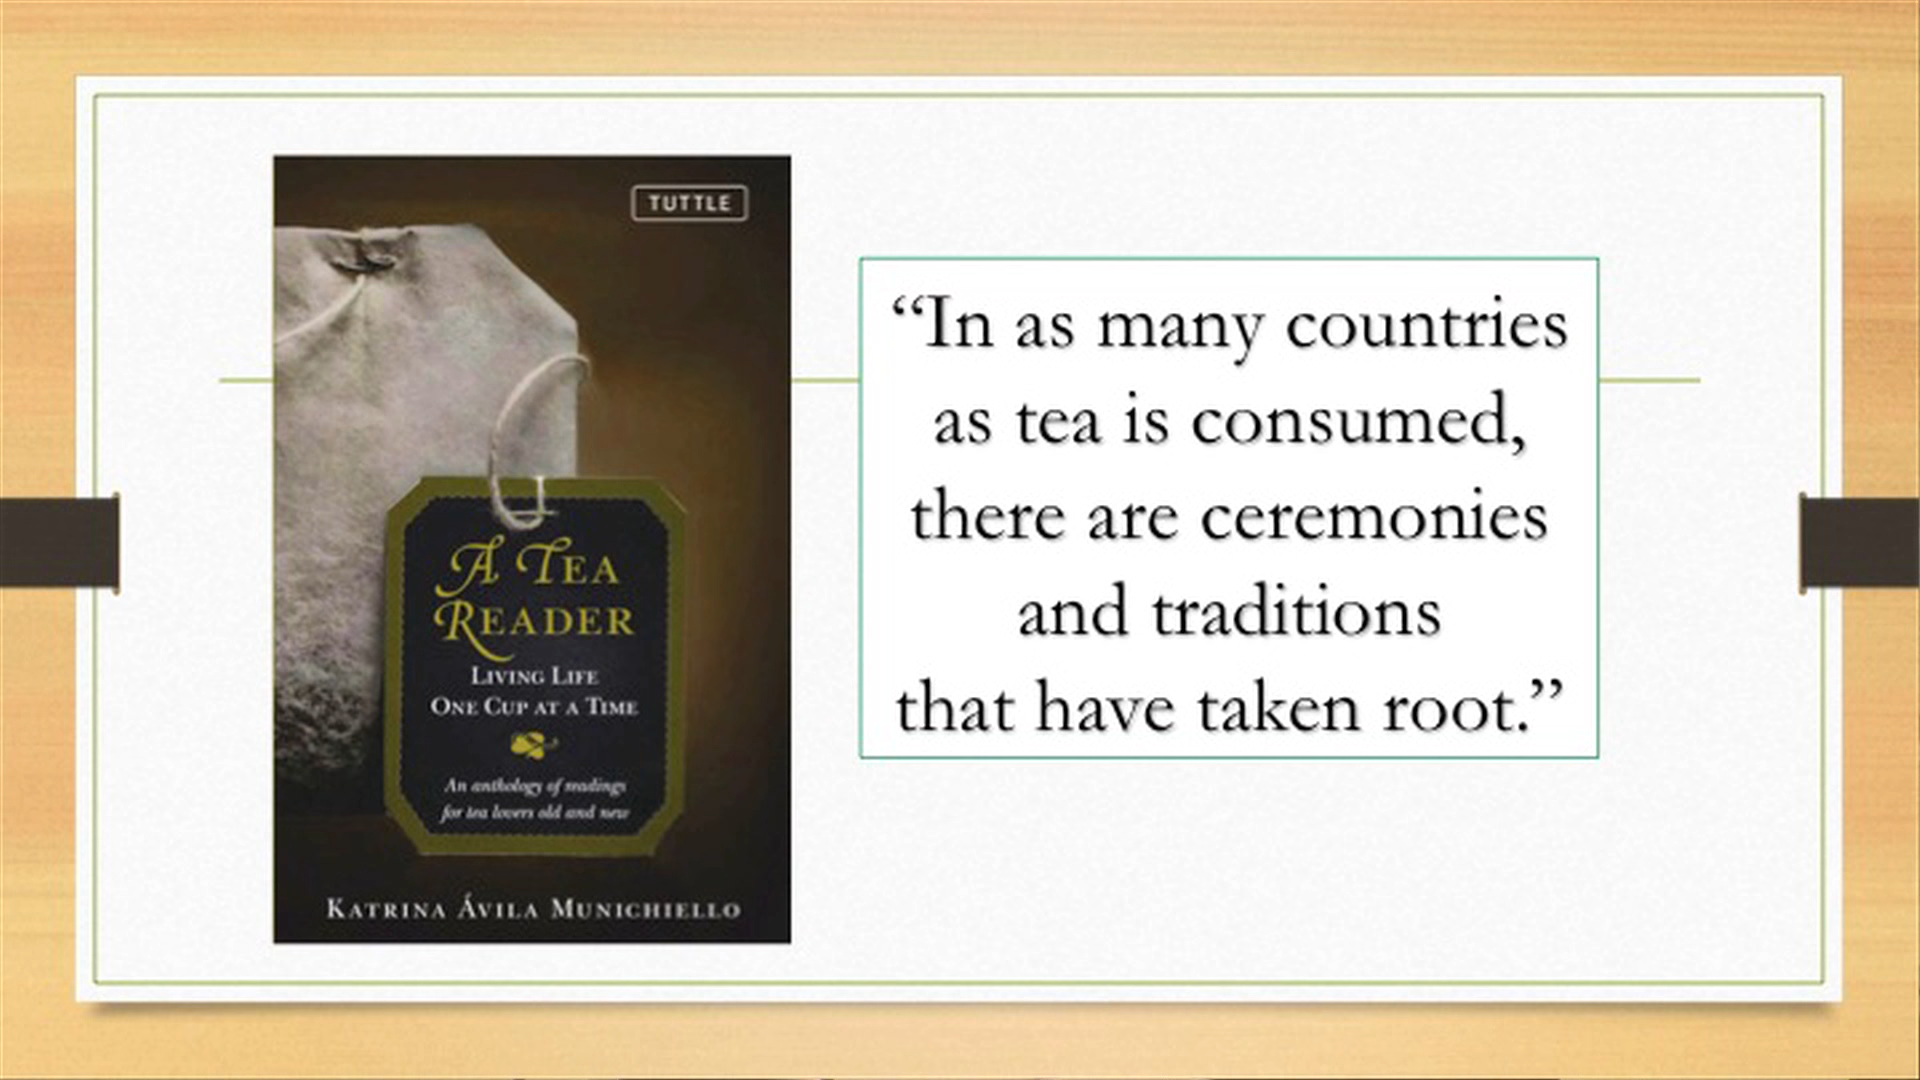 TUTTLE
A TEA
READER
LIVING LIFE
ONE CUP AT A TIME
An anthology of readings
for tea lovers old and new
KATRINA ÁVILA MUNICHIELLO
“In as many countries
as tea is consumed,
there are ceremonies
and traditions
that have taken root.”